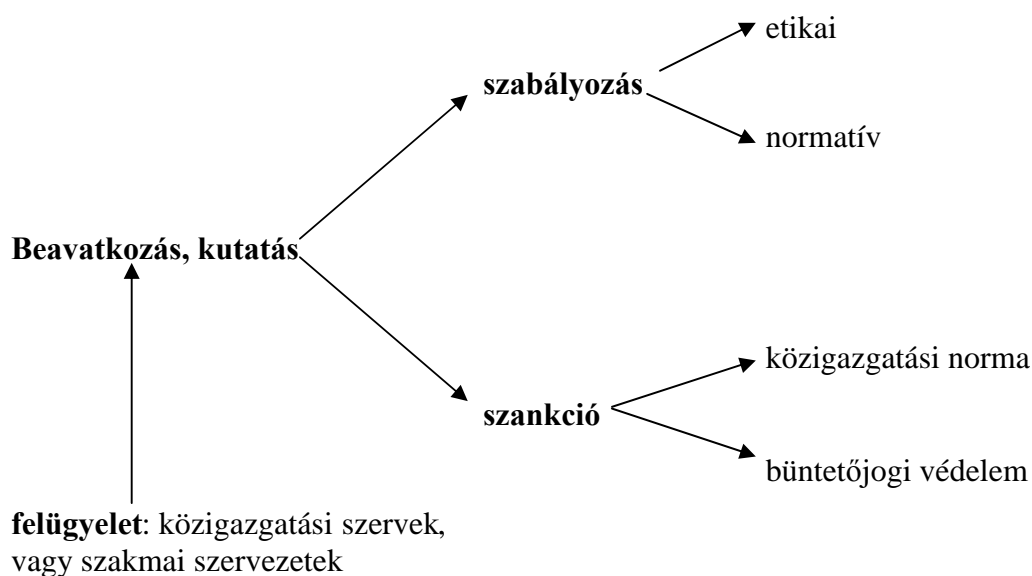 etikai
szabályozás
normatív
Beavatkozás, kutatás
közigazgatási norma
szankció
büntetőjogi védelem
felügyelet: közigazgatási szervek,
vagy szakmai szervezetek